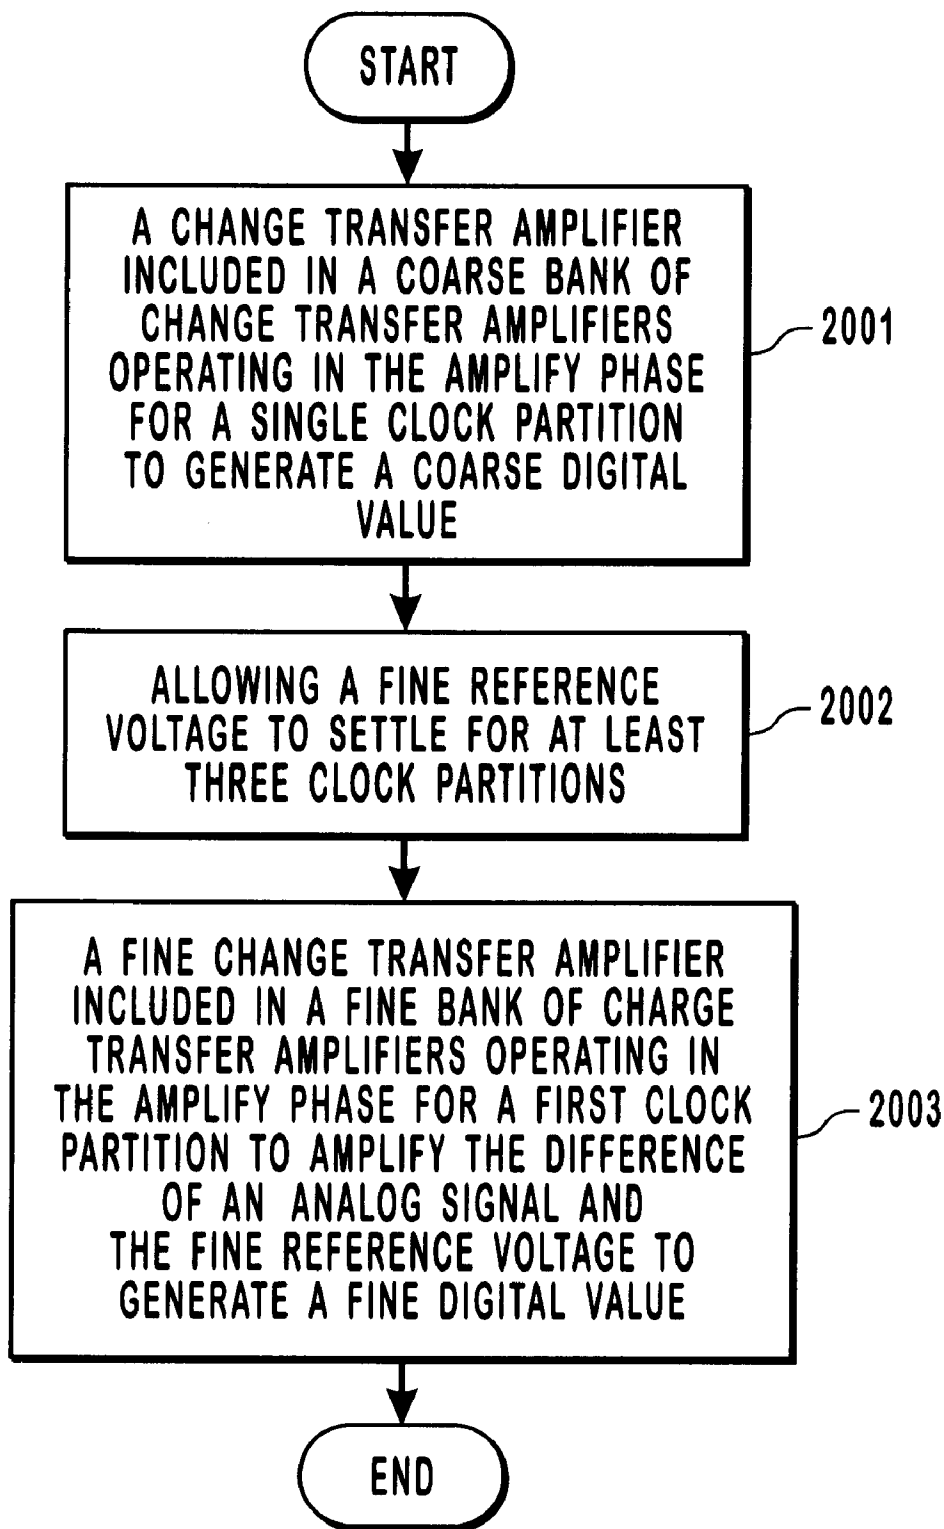 START
A CHANGE TRANSFER AMPLIFIER
INCLUDED IN A COARSE BANK OF
CHANGE TRANSFER AMPLIFIERS
OPERATING IN THE AMPLIFY PHASE
FOR A SINGLE CLOCK PARTITION
TO GENERATE A COARSE DIGITAL
VALUE
2001
ALLOWING A FINE REFERENCE
VOLTAGE TO SETTLE FOR AT LEAST
THREE CLOCK PARTITIONS
2002
A FINE CHANGE TRANSFER AMPLIFIER
INCLUDED IN A FINE BANK OF CHARGE
TRANSFER AMPLIFIERS OPERATING IN
THE AMPLIFY PHASE FOR A FIRST CLOCK
PARTITION TO AMPLIFY THE DIFFERENCE
OF AN ANALOG SIGNAL AND
THE FINE REFERENCE VOLTAGE TO
GENERATE A FINE DIGITAL VALUE
2003
END